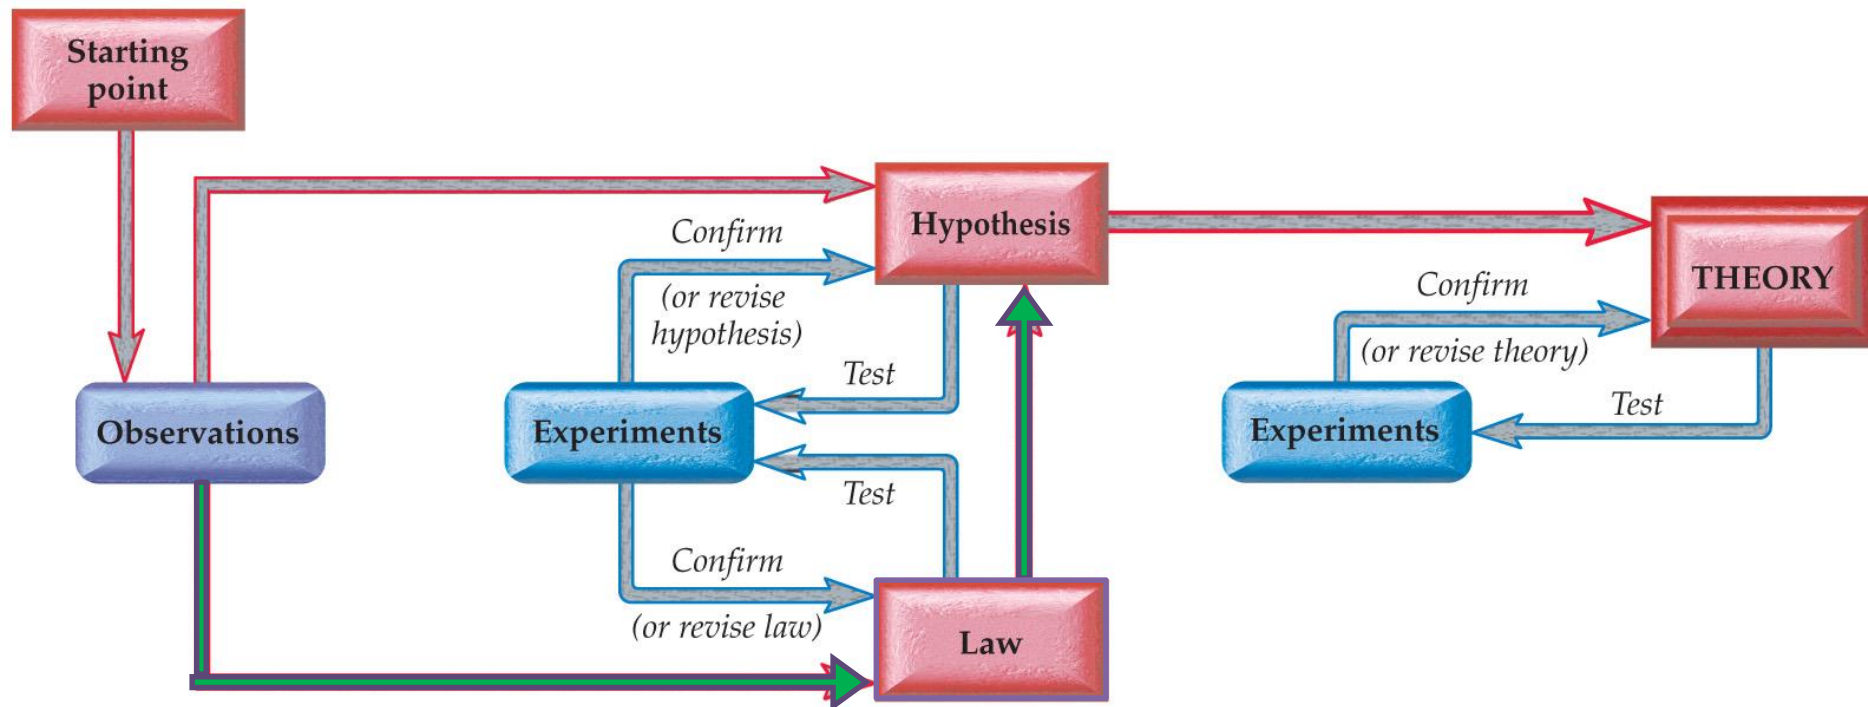 Starting
point
Hypothesis
Confirm
(or revise
hypothesis)
THEORY
Confirm
(or revise theory)
Test
Observations
Experiments
Experiments
Test
Test
Confirm
(or revise law)
Law